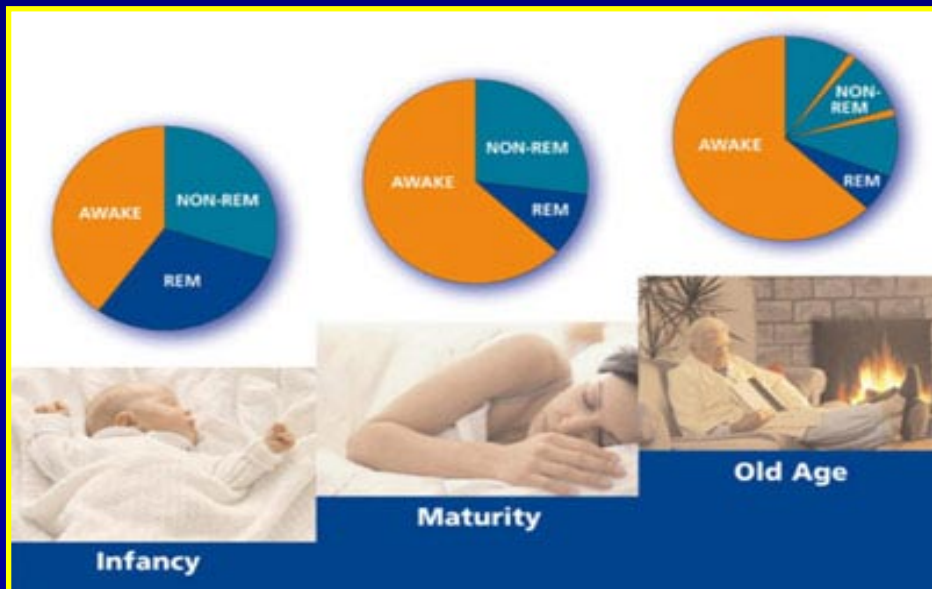 AWAKE
NON-REM
REM
Infancy
AWAKE
NON-REM
REM
Maturity
AWAKE
NON-
REM
REM
Old Age